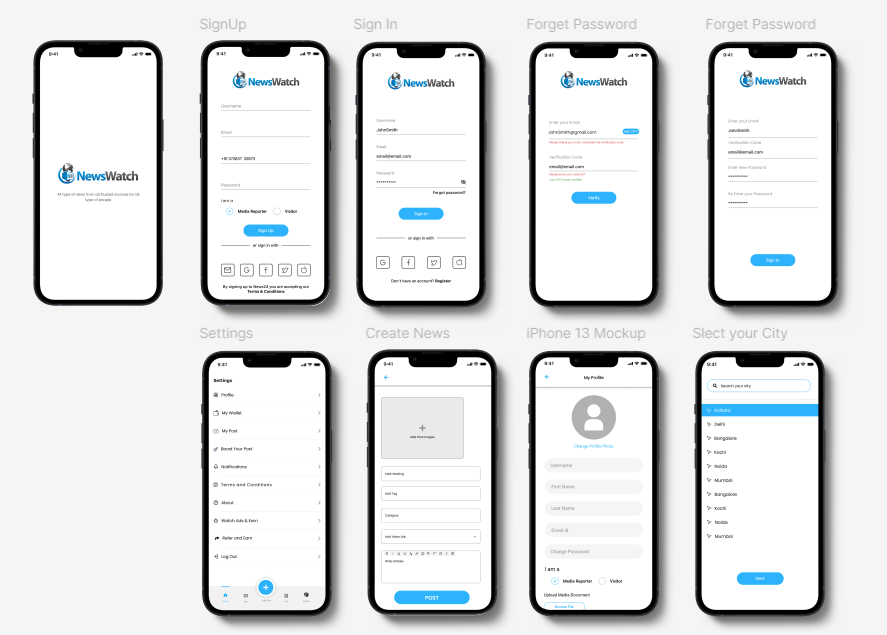 SignUp
Sign In
Forget Password
Forget Password
9:41
NewsWatch
All type of news from all trusted sources for all
type of people
9:41
NewsWatch
Username
Email
+91 373837 33873
Password
I am a
Media Reporter
Visitor
Sign Up
or sign in with
G
f
By signing up to News24 you are accepting our
Terms & Conditions
9:41
NewsWatch
Username
JohnSmith
Email
email@email.com
Password
Forgot password?
Sign In
or sign in with
G
f
Don't have an account? Register
9:41
NewsWatch
Enter your Email
JohnSmith@gmail.com
Verification Code
email@email.com
Verify
9:41
NewsWatch
Enter your Email
JohnSmith
Verification Code
email@email.com
Enter New Password
Re Enter your Password
Sign In
Settings
Create News
iPhone 13 Mockup
Slect your City
9:41
Settings
Profile
My Wallet
My Post
Boost Your Post
Notifications
Terms and Conditions
About
Watch Ads & Earn
Refer and Earn
Log Out
9:41
Add Post Images
Add Heading
Add Tag
Category
Add Video Link
Write Articles
POST
9:41
My Profile
Change Profile Photo
Username
First Name
Last Name
Email Id
Change Password
I am a
Media Reporter
Visitor
Upload Media Document
Browse File
9:41
Search your city
Kolkata
Delhi
Bangalore
Kochi
Noida
Mumbai
Bangalore
Kochi
Noida
Mumbai
Next